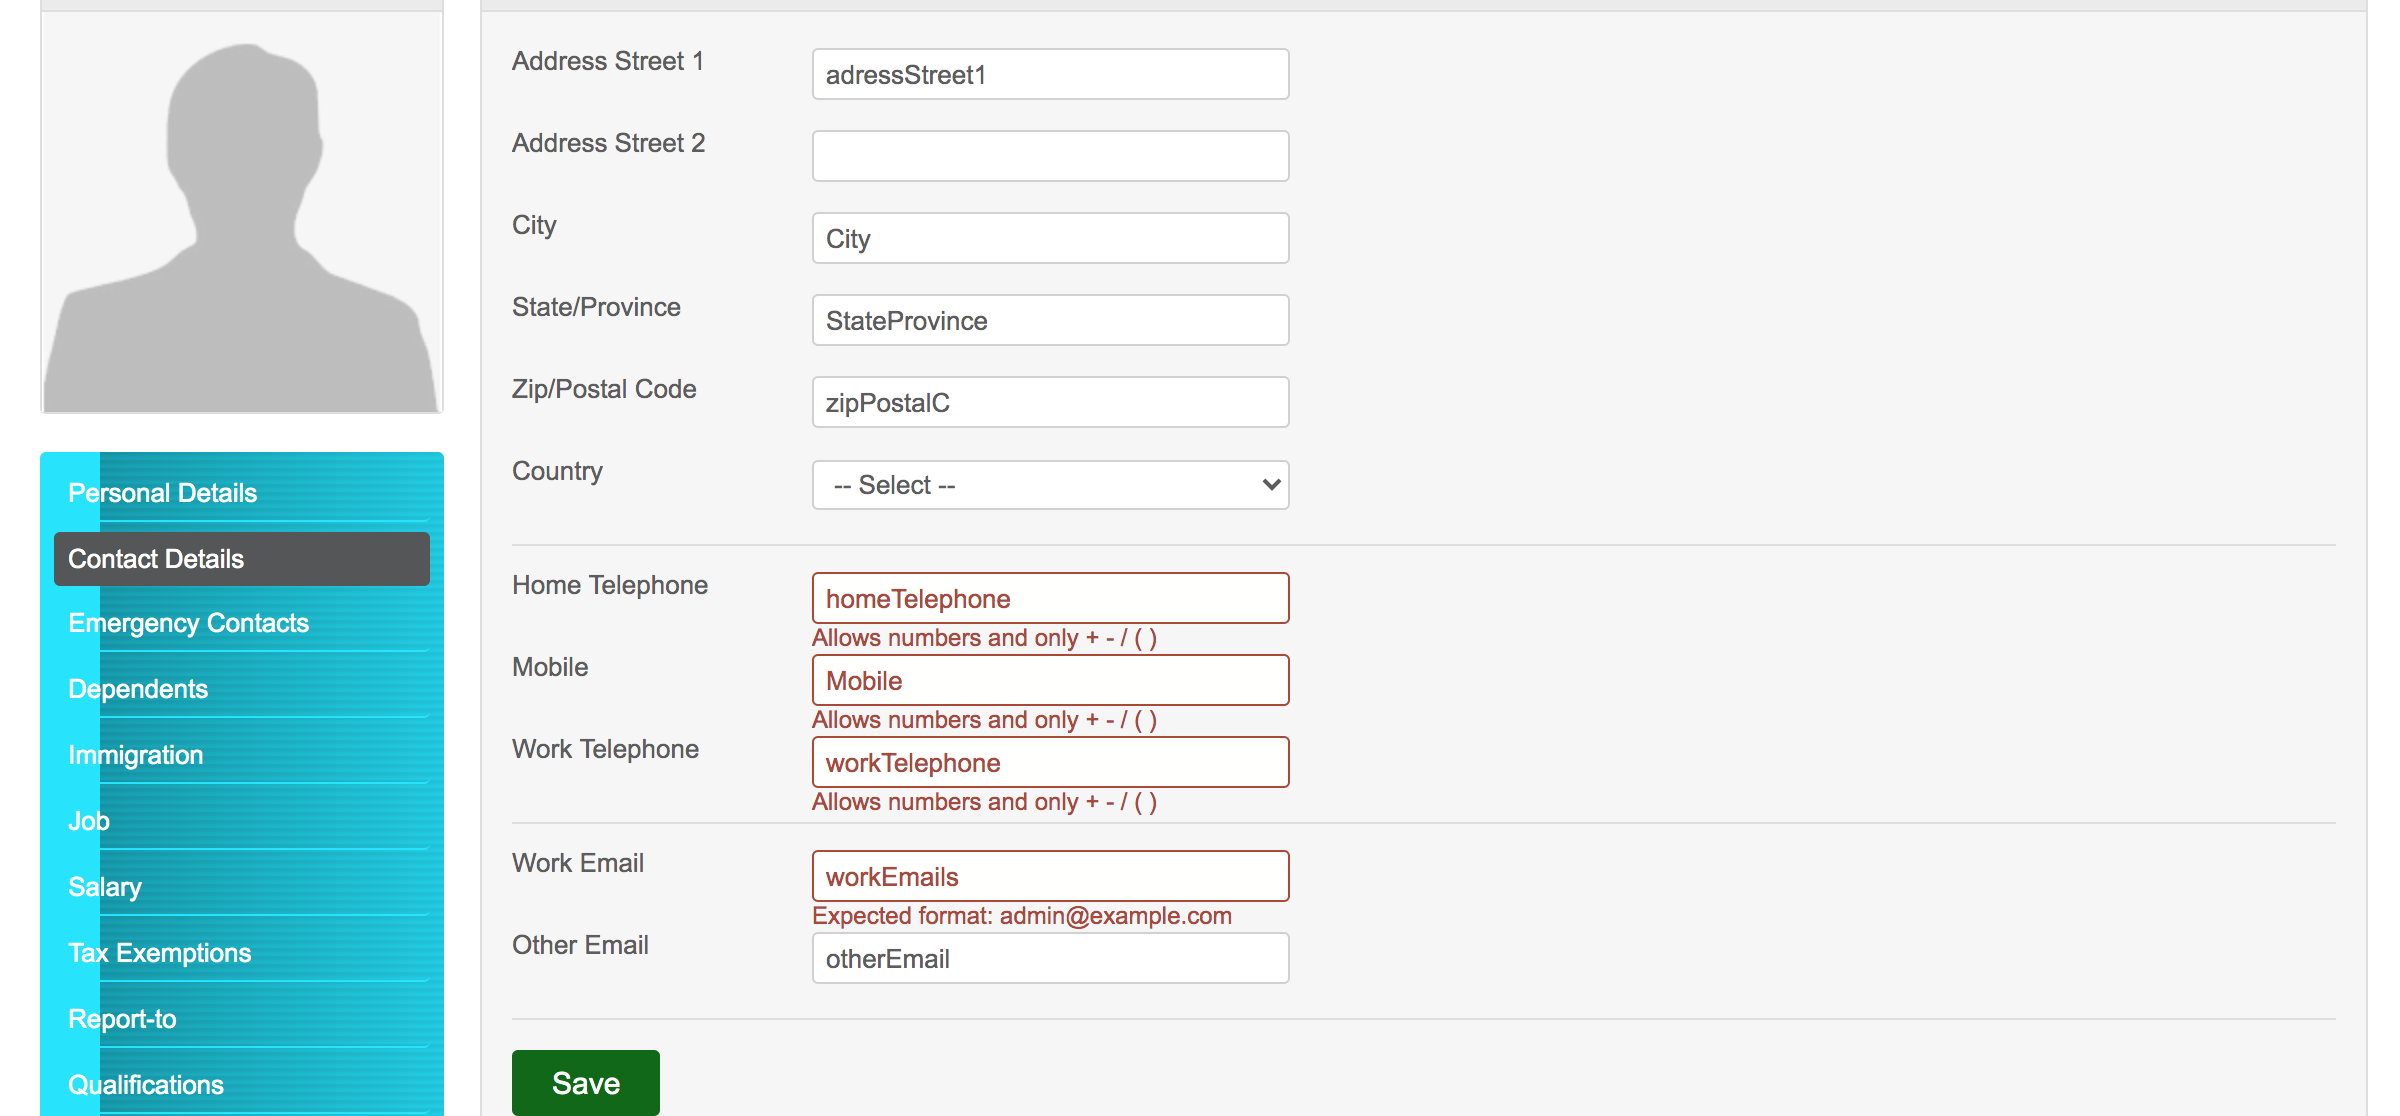 Personal Details
Contact Details
Emergency Contacts
Dependents
Immigration
Job
Salary
Tax Exemptions
Report-to
Qualifications
Address Street 1
adressStreet1
Address Street 2
City
City
State/Province
StateProvince
Zip/Postal Code
zipPostalC
Country
-- Select --
Home Telephone
homeTelephone
Allows numbers and only + - / ( )
Mobile
Mobile
Allows numbers and only + - / ( )
Work Telephone
workTelephone
Allows numbers and only + - / ( )
Work Email
workEmails
Expected format: admin@example.com
Other Email
otherEmail
Save